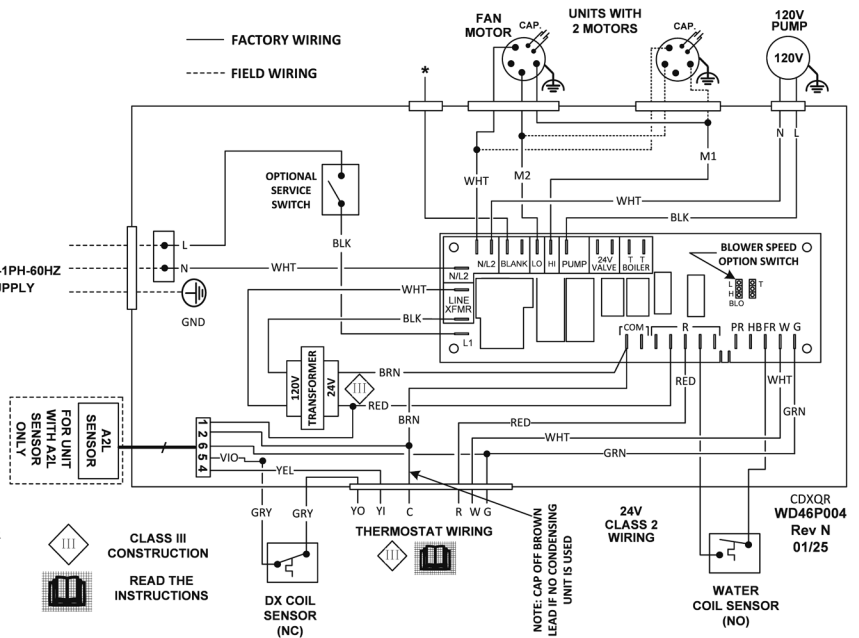 FACTORY WIRING
FIELD WIRING
FAN
MOTOR
CAP.
UNITS WITH
2 MOTORS
CAP.
120V
PUMP
120V
*
N
L
M1
M2
WHT
WHT
BLK
OPTIONAL
SERVICE
SWITCH
L
BLK
-1PH-60HZ
N
WHT
GND
N/L2
BLANK
LO
HI
PUMP
24V
VALVE
T T
BOILER
BLOWER SPEED
OPTION SWITCH
L
H
T
BLO
N/L2
WHT
LINE
XFMR
BLK
L1
COM
R
PR HB FR W G
120V
TRANSFORMER
24V
III
BRN
RED
BRN
RED
RED
WHT
GRN
WHT
GRN
A2L
SENSOR
FOR UNIT
WITH A2L
SENSOR
ONLY
1
2
6
5
4
VIO
YEL
GRY
GRY
YO
YI
C
R
W
G
THERMOSTAT WIRING
III
NOTE: CAP OFF BROWN
LEAD IF NO CONDENSING
UNIT IS USED
24V
CLASS 2
WIRING
CDXQR
WD46P004
Rev N
01/25
III
CLASS III
CONSTRUCTION
READ THE
INSTRUCTIONS
DX COIL
SENSOR
(NC)
WATER
COIL SENSOR
(NO)